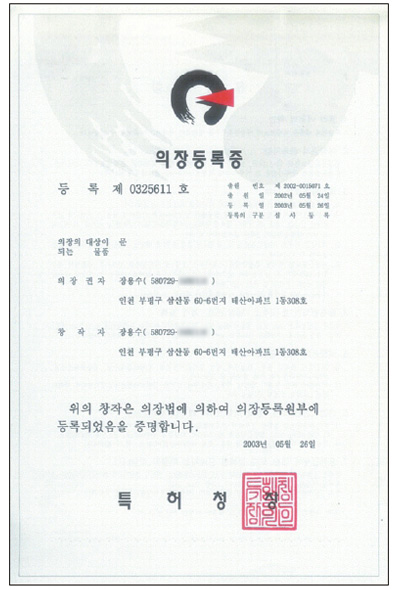 의장등록증
등 록 제 0325611 호
출원 번호 제 호
출 원 일 2002년 05월 24일
등 록 일 2003년 05월 26일
등록의 구분 심 사 등 록
의장의 대상이 문
되는 물품
의 장 권 자 장용수( 580729- )
인천 부평구 삼산동 60-6번지 태산아파트 1동308호
창 작 자 장용수( 580729- )
인천 부평구 삼산동 60-6번지 태산아파트 1동308호
위의 창작은 의장법에 의하여 의장등록원부에
등록되었음을 증명합니다.
2003년 05월 26일
특 허 청 장